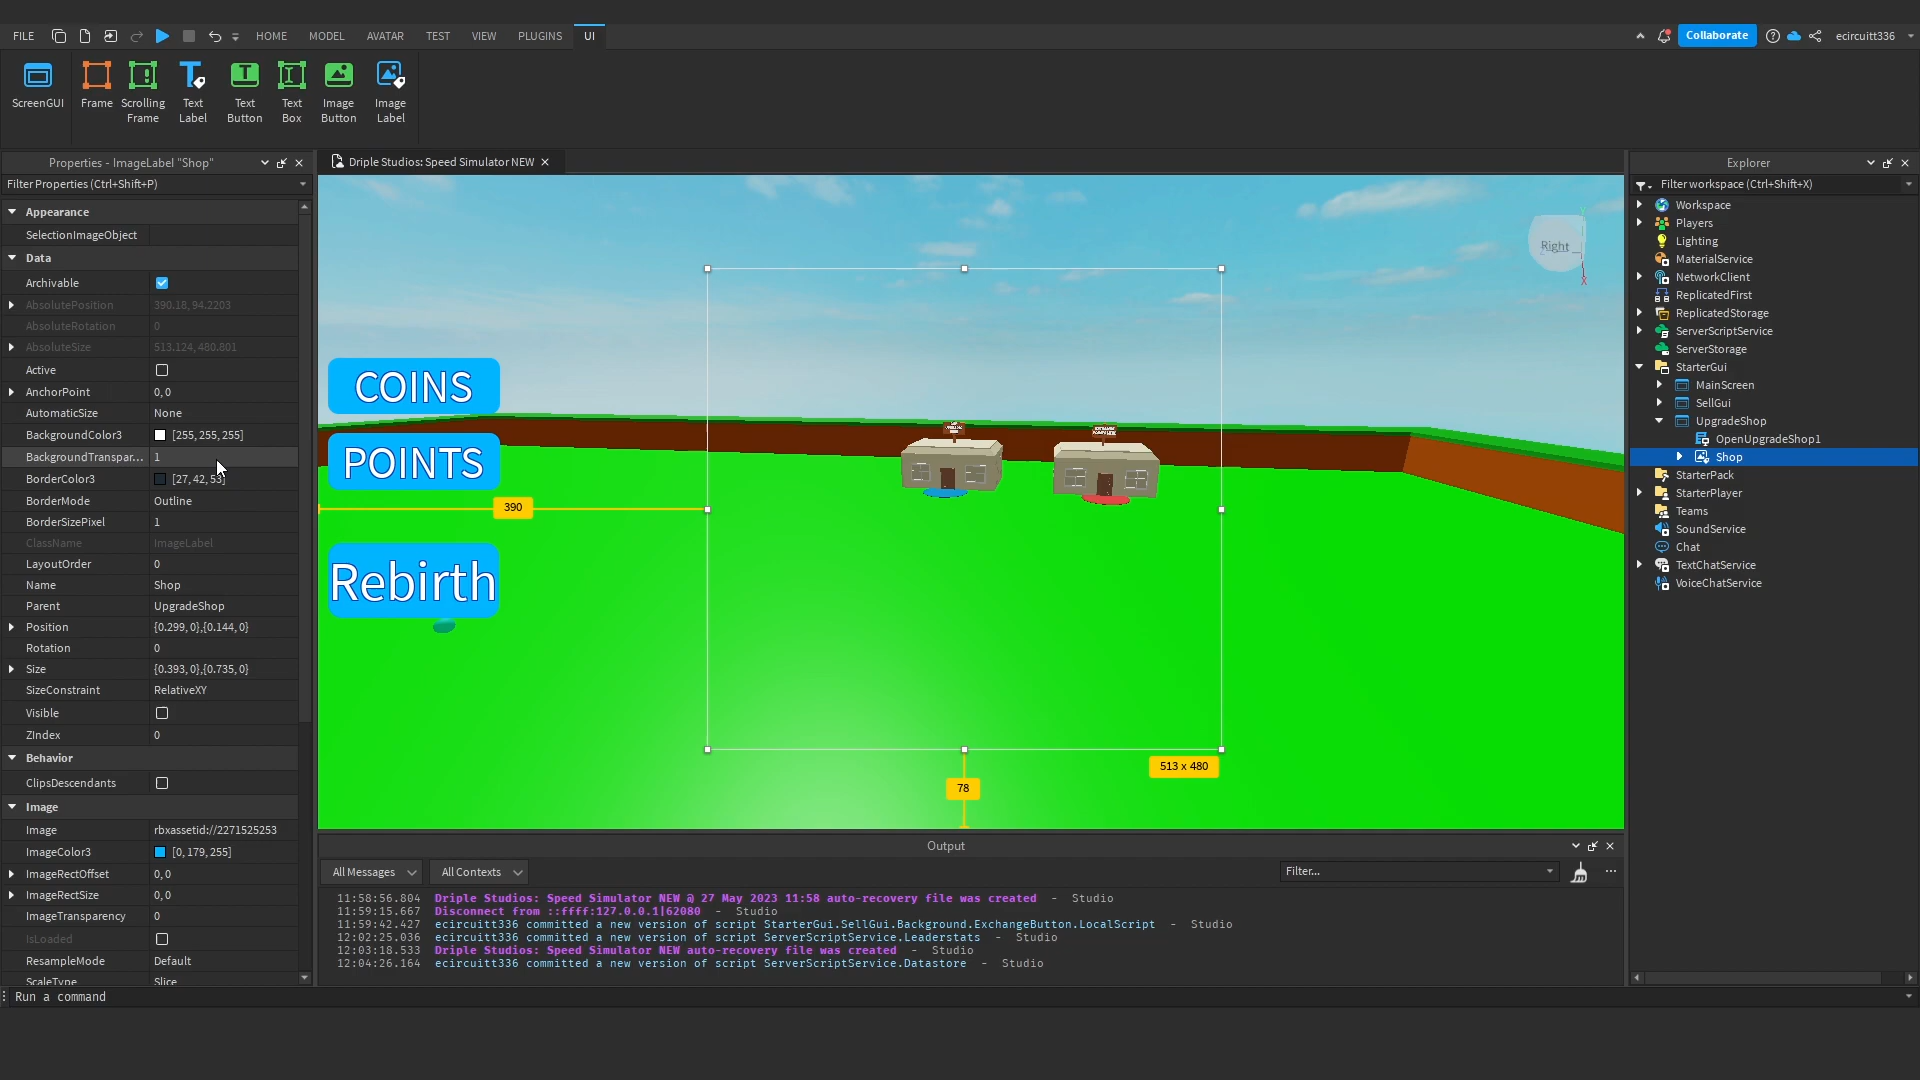 FILE HOME MODEL AVATAR TEST VIEW PLUGINS UI Collaborate ecircuitt336
ScreenGUI Frame Scrolling Frame Text Label Text Button Text Box Image Button Image Label
Properties - ImageLabel "Shop"
Filter Properties (Ctrl+Shift+P)
Appearance
SelectionImageObject
Data
Archivable
AbsolutePosition 390.18, 94.2203
AbsoluteRotation 0
AbsoluteSize 513.124, 480.801
Active
AnchorPoint 0, 0
AutomaticSize None
BackgroundColor3 [255, 255, 255]
BackgroundTranspar... 1
BorderColor3 [27, 42, 53]
BorderMode Outline
BorderSizePixel 1
ClassName ImageLabel
LayoutOrder 0
Name Shop
Parent UpgradeShop
Position {0.299, 0},{0.144, 0}
Rotation 0
Size {0.393, 0},{0.735, 0}
SizeConstraint RelativeXY
Visible
ZIndex 0
Behavior
ClipsDescendants
Image
Image rbxassetid://2271525253
ImageColor3 [0, 179, 255]
ImageRectOffset 0, 0
ImageRectSize 0, 0
ImageTransparency 0
IsLoaded
ResampleMode Default
ScaleType Slice
Driple Studios: Speed Simulator NEW
Right
X
COINS
POINTS
390
Rebirth
513 x 480
78
Output
All Messages All Contexts Filter...
11:58:56.804 Driple Studios: Speed Simulator NEW @ 27 May 2023 11:58 auto-recovery file was created - Studio
11:59:15.667 Disconnect from ::ffff:127.0.0.1|62080 - Studio
11:59:42.427 ecircuitt336 committed a new version of script StarterGui.SellGui.Background.ExchangeButton.LocalScript - Studio
12:02:25.036 ecircuitt336 committed a new version of script ServerScriptService.Leaderstats - Studio
12:03:18.533 Driple Studios: Speed Simulator NEW auto-recovery file was created - Studio
12:04:26.164 ecircuitt336 committed a new version of script ServerScriptService.Datastore - Studio
Explorer
Filter workspace (Ctrl+Shift+X)
Workspace
Players
Lighting
MaterialService
NetworkClient
ReplicatedFirst
ReplicatedStorage
ServerScriptService
ServerStorage
StarterGui
MainScreen
SellGui
UpgradeShop
OpenUpgradeShop1
Shop
StarterPack
StarterPlayer
Teams
SoundService
Chat
TextChatService
VoiceChatService
Run a command